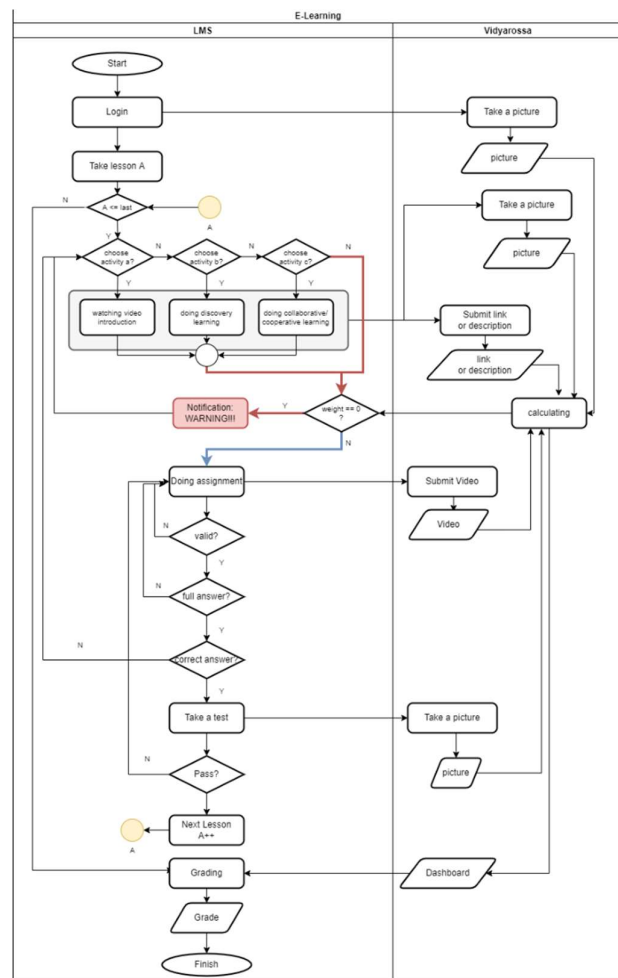 E-Learning
LMS
Vidyarossa
Start
Login
Take a picture
picture
Take lesson A
N
A <= last
A
Take a picture
picture
Y
choose
activity a?
N
choose
activity b?
N
choose
activity c?
N
Y
Y
Y
watching video
introduction
doing discovery
learning
doing collaborative/
cooperative learning
Submit link
or description
link
or description
Notification:
WARNING!!!
Y
weight == 0
?
calculating
N
Doing assignment
Submit Video
Video
N
valid?
Y
N
full answer?
Y
N
correct answer?
Y
Take a test
Take a picture
picture
N
Pass?
Y
Next Lesson
A++
A
Grading
Dashboard
Grade
Finish